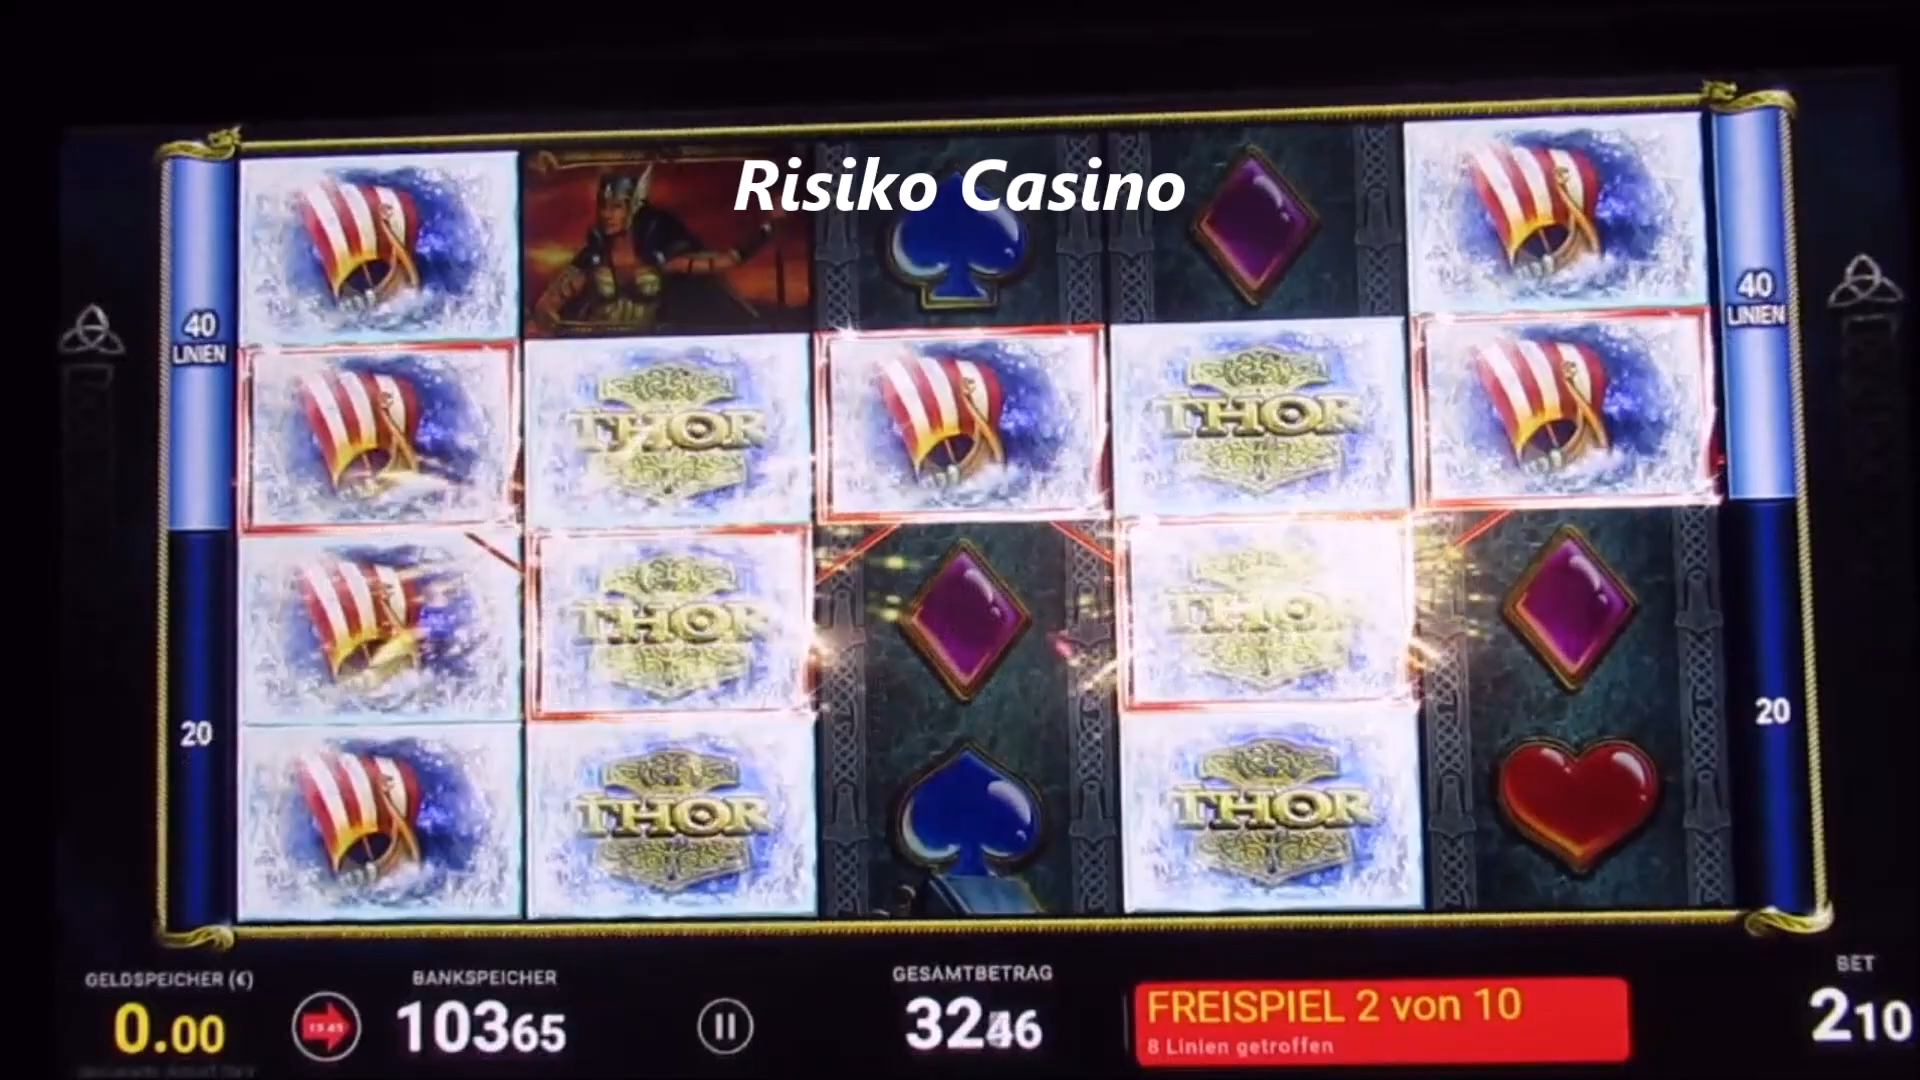 Risiko Casino
40
LINIEN
40
LINIEN
THOR
THOR
THOR
THOR
THOR
THOR
20
20
GELDSPEICHER (€)
BANKSPEICHER
GESAMTBETRAG
BET
0.00
10365
FREISPIEL 2 von 10
210
8 Linien getroffen